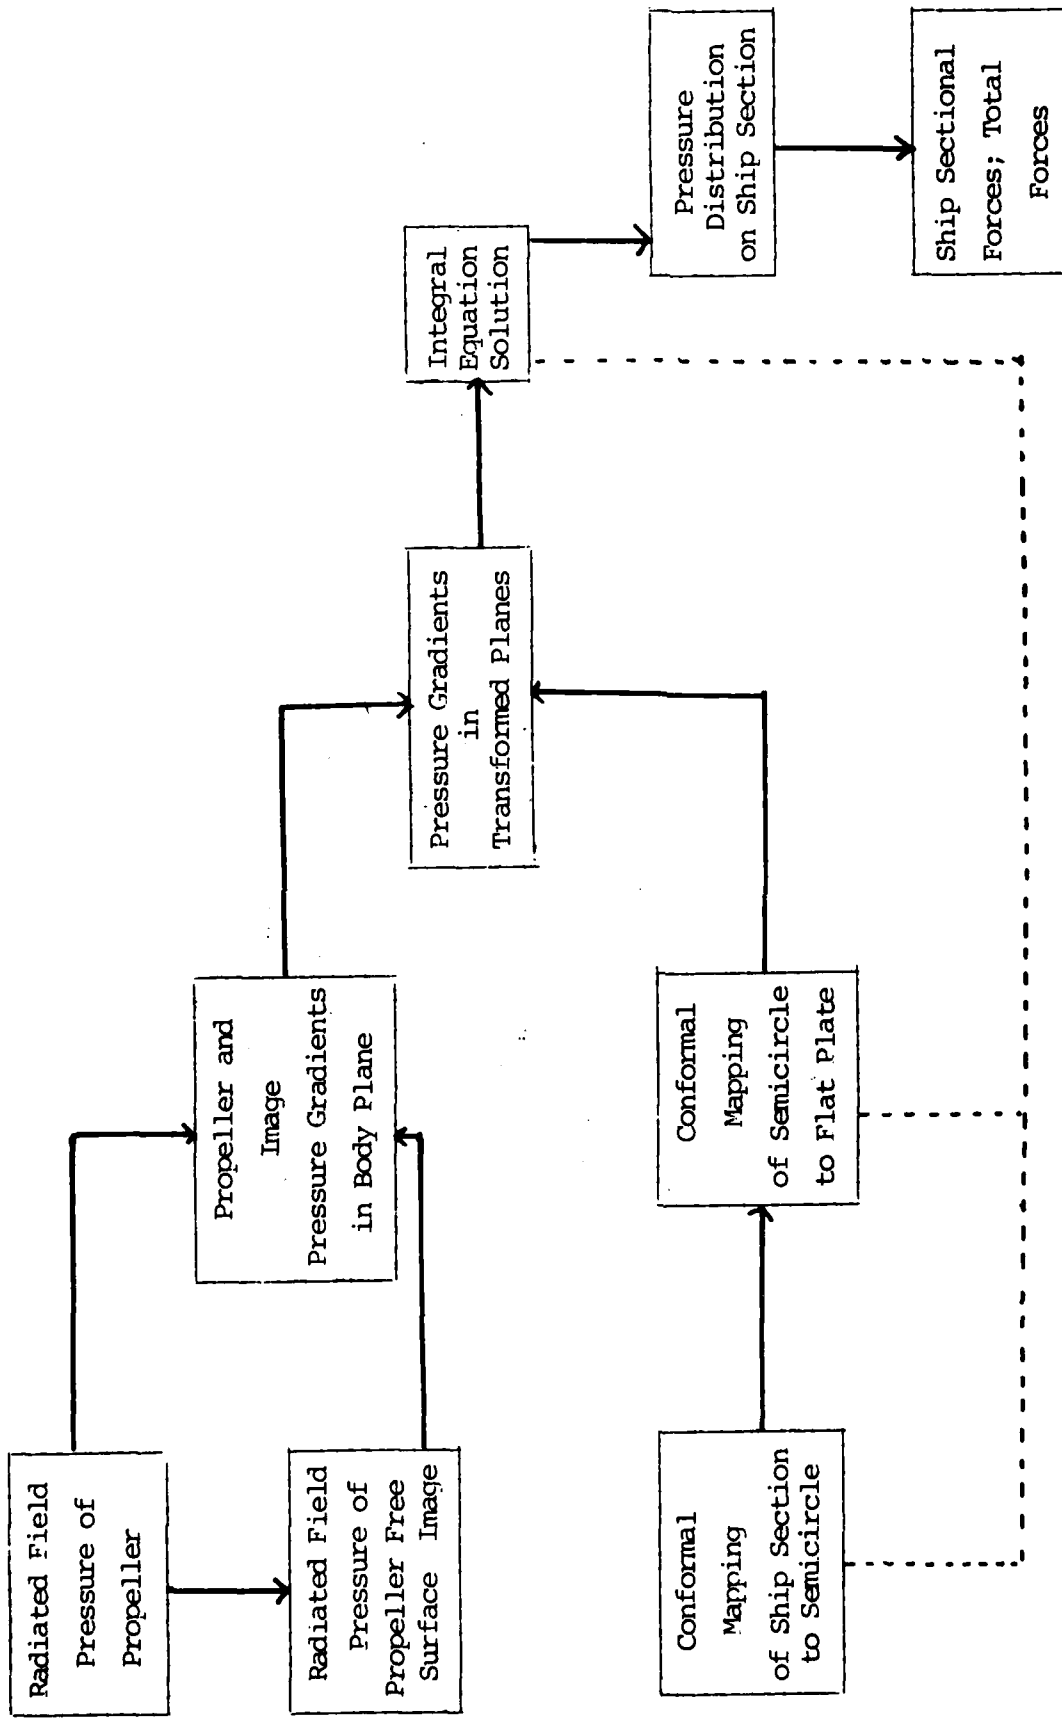 Radiated Field
Pressure of
Propeller
Radiated Field
Pressure of
Propeller Free
Surface Image
Propeller and
Image
Pressure Gradients
in Body Plane
Conformal
Mapping
of Ship Section
to Semicircle
Conformal
Mapping
of Semicircle
to Flat Plate
Pressure Gradients
in
Transformed Planes
Integral
Equation
Solution
Pressure
Distribution
on Ship Section
Ship Sectional
Forces; Total
Forces